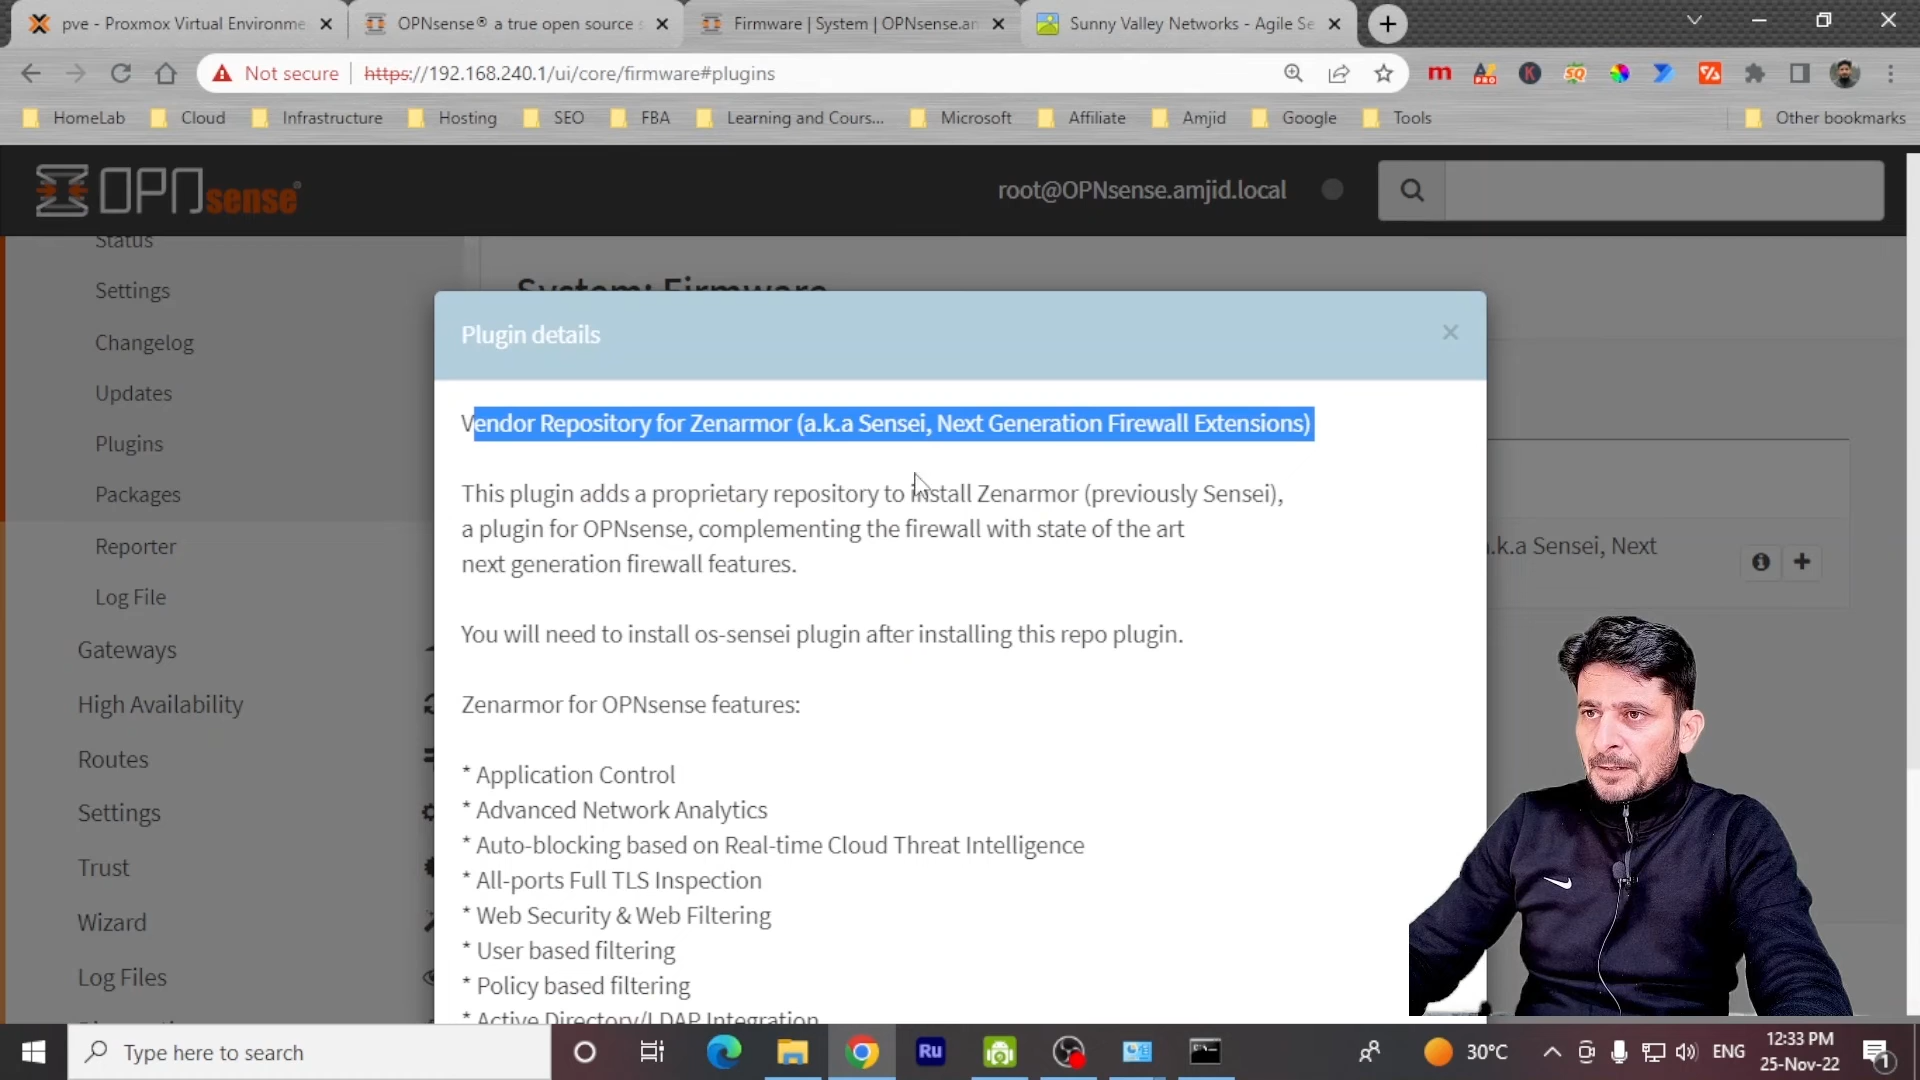 pve - Proxmox Virtual Environme
OPNsense® a true open source s
Firmware | System | OPNsense.am
Sunny Valley Networks - Agile Se
Not secure
https://192.168.240.1/ui/core/firmware#plugins
HomeLab
Cloud
Infrastructure
Hosting
SEO
FBA
Learning and Cours...
Microsoft
Affiliate
Amjid
Google
Tools
Other bookmarks
OPNsense®
root@OPNsense.amjid.local
Status
Settings
Changelog
Updates
Plugins
Packages
Reporter
Log File
Gateways
High Availability
Routes
Settings
Trust
Wizard
Log Files
System: Firmware
Plugin details
Vendor Repository for Zenarmor (a.k.a Sensei, Next Generation Firewall Extensions)
This plugin adds a proprietary repository to install Zenarmor (previously Sensei),
a plugin for OPNsense, complementing the firewall with state of the art
next generation firewall features.
You will need to install os-sensei plugin after installing this repo plugin.
Zenarmor for OPNsense features:
* Application Control
* Advanced Network Analytics
* Auto-blocking based on Real-time Cloud Threat Intelligence
* All-ports Full TLS Inspection
* Web Security & Web Filtering
* User based filtering
* Policy based filtering
* Active Directory/LDAP Integration
a.k.a Sensei, Next
Type here to search
Ru
30°C
ENG
12:33 PM
25-Nov-22
1